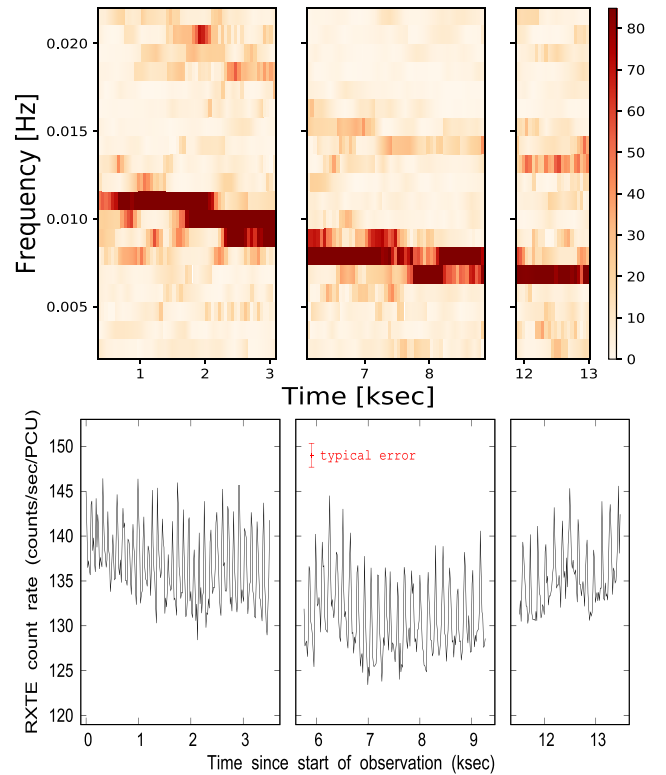 0.020
0.015
0.010
0.005
Frequency [Hz]
1 2 3
7 8
12 13
Time [ksec]
80
70
60
50
40
30
20
10
0
150
145
140
135
130
125
120
RXTE count rate (counts/sec/PCU)
typical error
0 1 2 3
6 7 8 9
12 13
Time since start of observation (ksec)